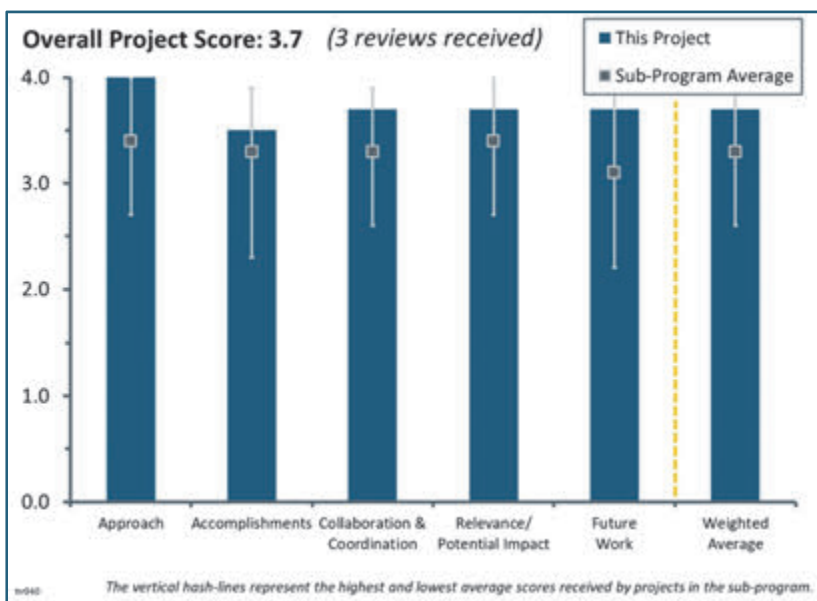 Overall Project Score: 3.7 (3 reviews received)
This Project
Sub-Program Average
4.0
3.0
2.0
1.0
0.0
Approach
Accomplishments
Collaboration &
Coordination
Relevance/
Potential Impact
Future
Work
Weighted
Average
The vertical hash-lines represent the highest and lowest average scores received by projects in the sub-program.